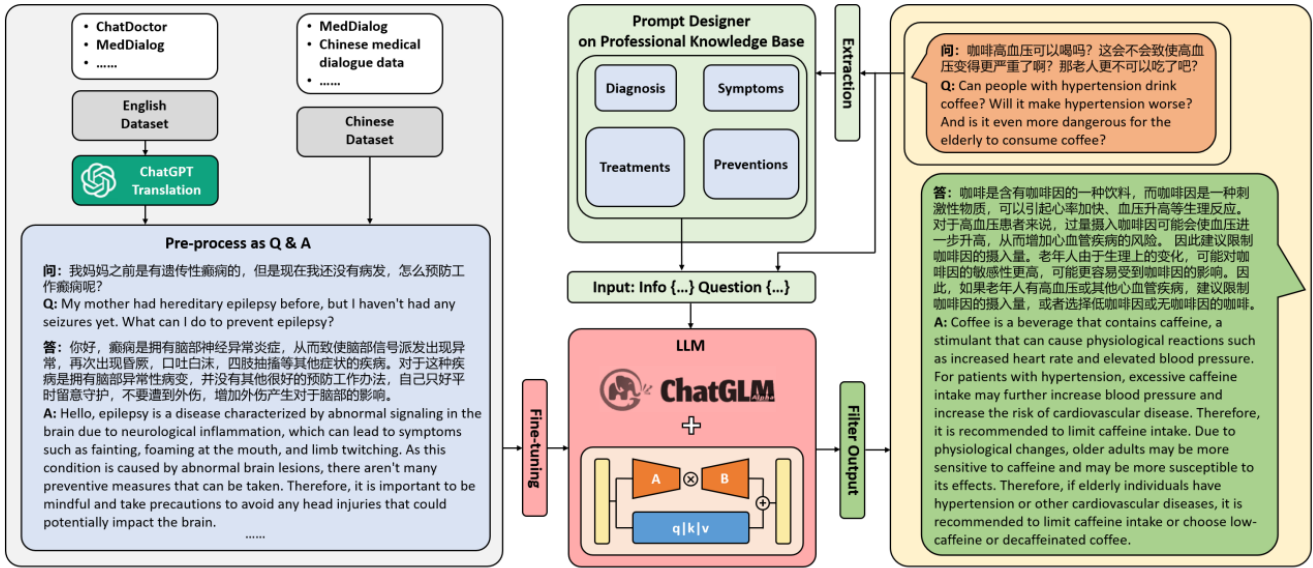 • ChatDoctor
• MedDialog
• ......
• MedDialog
• Chinese medical
dialogue data
• ......
English
Dataset
Chinese
Dataset
ChatGPT
Translation
Pre-process as Q & A
问：我妈妈之前是有遗传性癫痫的，但是现在我还没有病发，怎么预防工
作癫痫呢?
Q: My mother had hereditary epilepsy before, but I haven't had any
seizures yet. What can I do to prevent epilepsy?
答：你好，癫痫是拥有脑部神经异常炎症，从而致使脑部信号派发出现异
常，再次出现昏厥，口吐白沫，四肢抽搐等其他症状的疾病。对于这种疾
病是拥有脑部异常性病变，并没有其他很好的预防工作办法，自己只好平
时留意守护，不要遭到外伤，增加外伤产生对于脑部的影响。
A: Hello, epilepsy is a disease characterized by abnormal signaling in the
brain due to neurological inflammation, which can lead to symptoms
such as fainting, foaming at the mouth, and limb twitching. As this
condition is caused by abnormal brain lesions, there aren't many
preventive measures that can be taken. Therefore, it is important to be
mindful and take precautions to avoid any head injuries that could
potentially impact the brain.
......
Fine-tuning
Prompt Designer
on Professional Knowledge Base
Diagnosis
Symptoms
Treatments
Preventions
Extraction
Input: Info {...} Question {...}
LLM
ChatGLM
Alpha
+
A
B
q|k|v
Filter Output
问：咖啡高血压可以喝吗？这会不会致使高血
压变得更严重了啊？那老人更不可以吃了吧?
Q: Can people with hypertension drink
coffee? Will it make hypertension worse?
And is it even more dangerous for the
elderly to consume coffee?
答：咖啡是含有咖啡因的一种饮料，而咖啡因是一种刺
激性物质，可以引起心率加快、血压升高等生理反应。
对于高血压患者来说，过量摄入咖啡因可能会使血压进
一步升高，从而增加心血管疾病的风险。 因此建议限制
咖啡因的摄入量。老年人由于生理上的变化，可能对咖
啡因的敏感性更高，可能更容易受到咖啡因的影响。因
此，如果老年人有高血压或其他心血管疾病，建议限制
咖啡因的摄入量，或者选择低咖啡因或无咖啡因的咖啡。
A: Coffee is a beverage that contains caffeine, a
stimulant that can cause physiological reactions such
as increased heart rate and elevated blood pressure.
For patients with hypertension, excessive caffeine
intake may further increase blood pressure and
increase the risk of cardiovascular disease. Therefore,
it is recommended to limit caffeine intake. Due to
physiological changes, older adults may be more
sensitive to caffeine and may be more susceptible to
its effects. Therefore, if elderly individuals have
hypertension or other cardiovascular diseases, it is
recommended to limit caffeine intake or choose low-
caffeine or decaffeinated coffee.